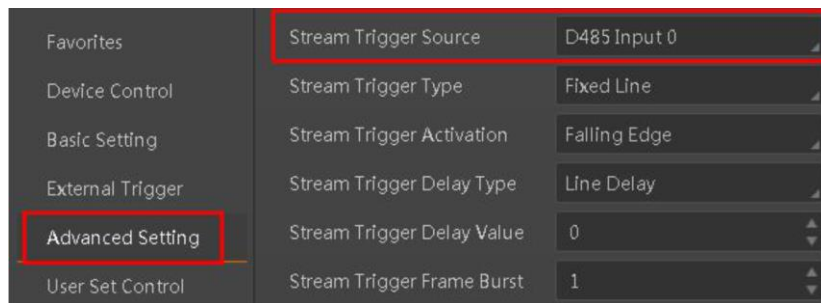 Favorites
Device Control
Basic Setting
External Trigger
Advanced Setting
User Set Control
Stream Trigger Source D485 Input 0
Stream Trigger Type Fixed Line
Stream Trigger Activation Falling Edge
Stream Trigger Delay Type Line Delay
Stream Trigger Delay Value 0
Stream Trigger Frame Burst 1